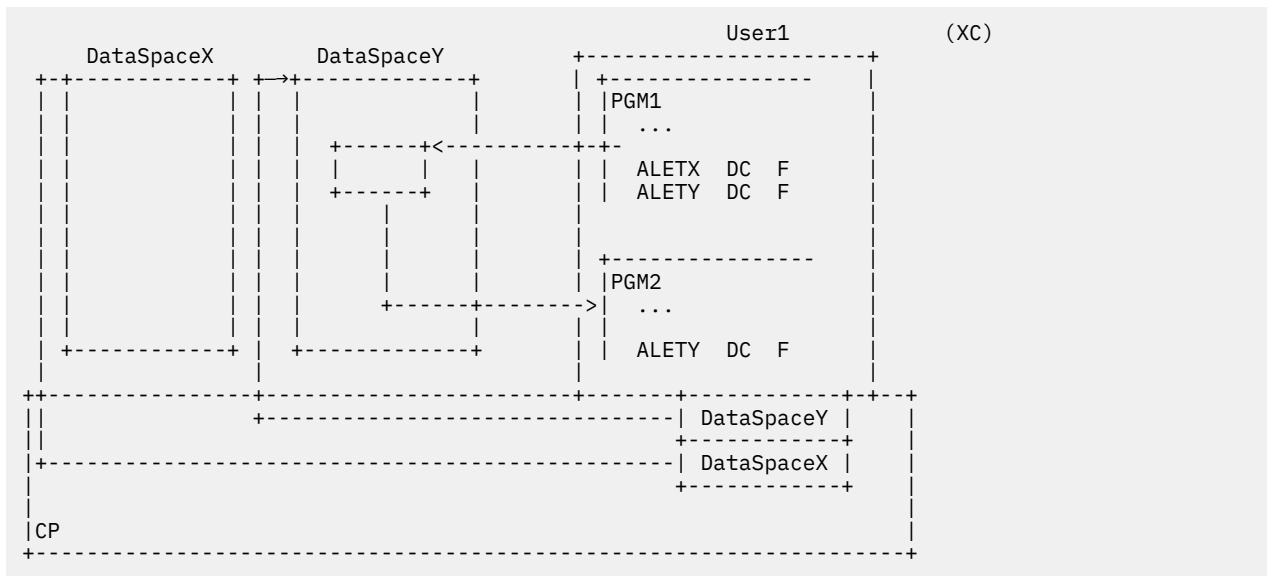 User1 (XC)
DataSpaceX DataSpaceY
PGM1
...
ALETX DC F
ALETY DC F
PGM2
...
ALETY DC F
DataSpaceY
DataSpaceX
CP